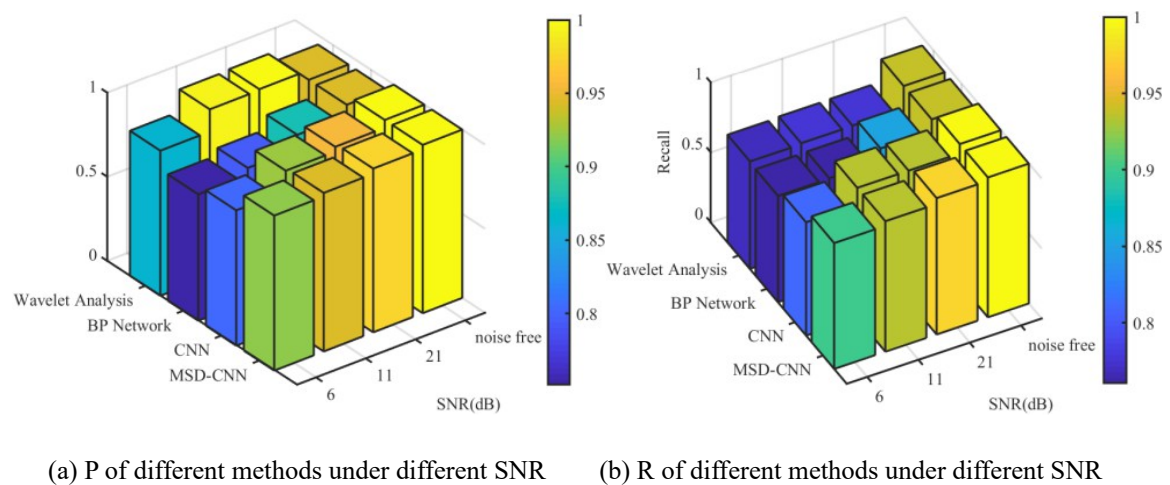 1
0.5
0
Wavelet Analysis
BP Network
CNN
MSD-CNN
6
11
21
noise free
SNR(dB)
1
0.95
0.9
0.85
0.8
Recall
1
0.5
0
Wavelet Analysis
BP Network
CNN
MSD-CNN
6
11
21
noise free
SNR(dB)
1
0.95
0.9
0.85
0.8
(a) P of different methods under different SNR
(b) R of different methods under different SNR